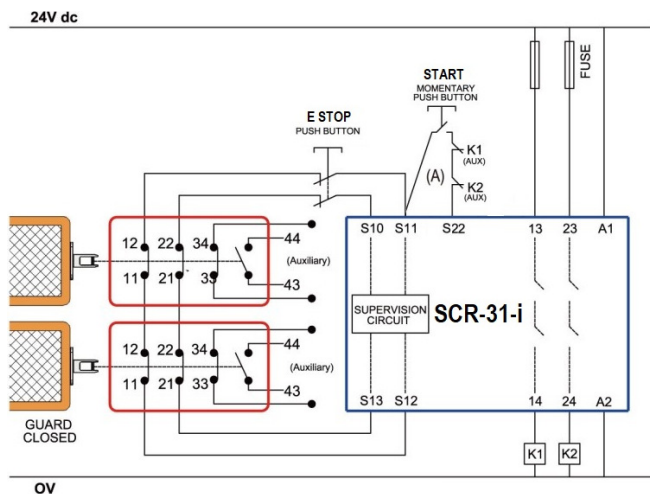 24V dc
START
MOMENTARY
PUSH BUTTON
FUSE
E STOP
PUSH BUTTON
K1
(AUX)
(A)
K2
(AUX)
S10 S11 S22 13 23 A1
12 22 34 44
(Auxiliary)
11 21 33 43
SUPERVISION
CIRCUIT
SCR-31-i
12 22 34 44
(Auxiliary)
11 21 33 43
S13 S12 14 24 A2
GUARD
CLOSED
K1 K2
OV